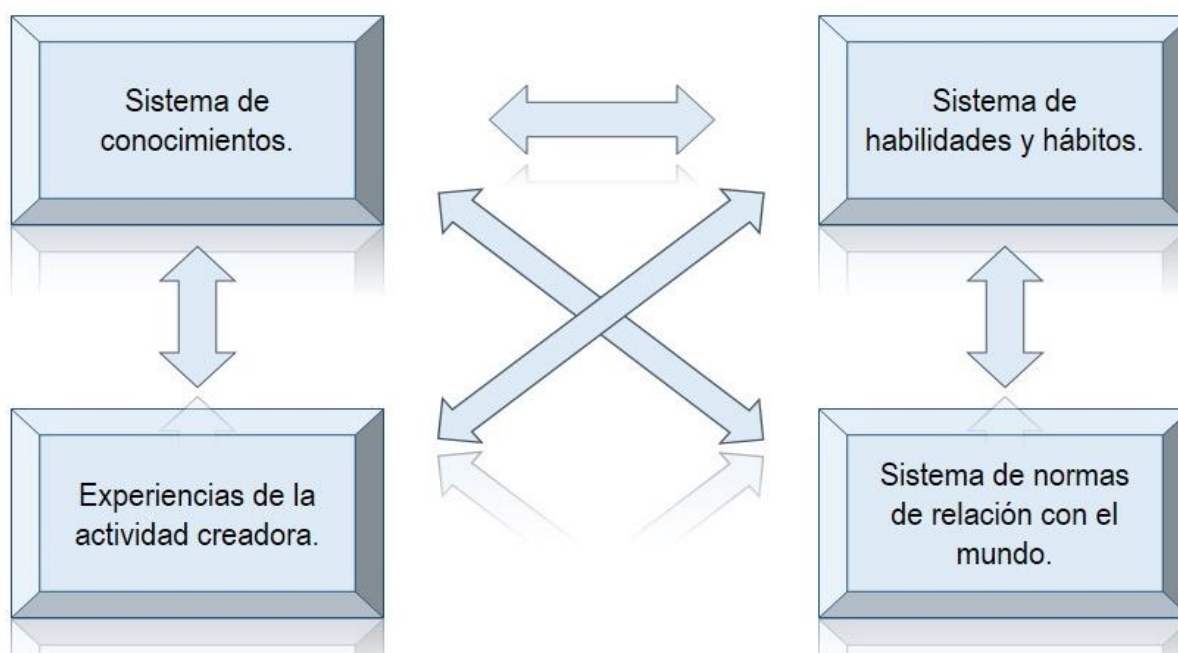 Sistema de
conocimientos.
Sistema de
habilidades y hábitos.
Experiencias de la
actividad creadora.
Sistema de normas
de relación con el
mundo.